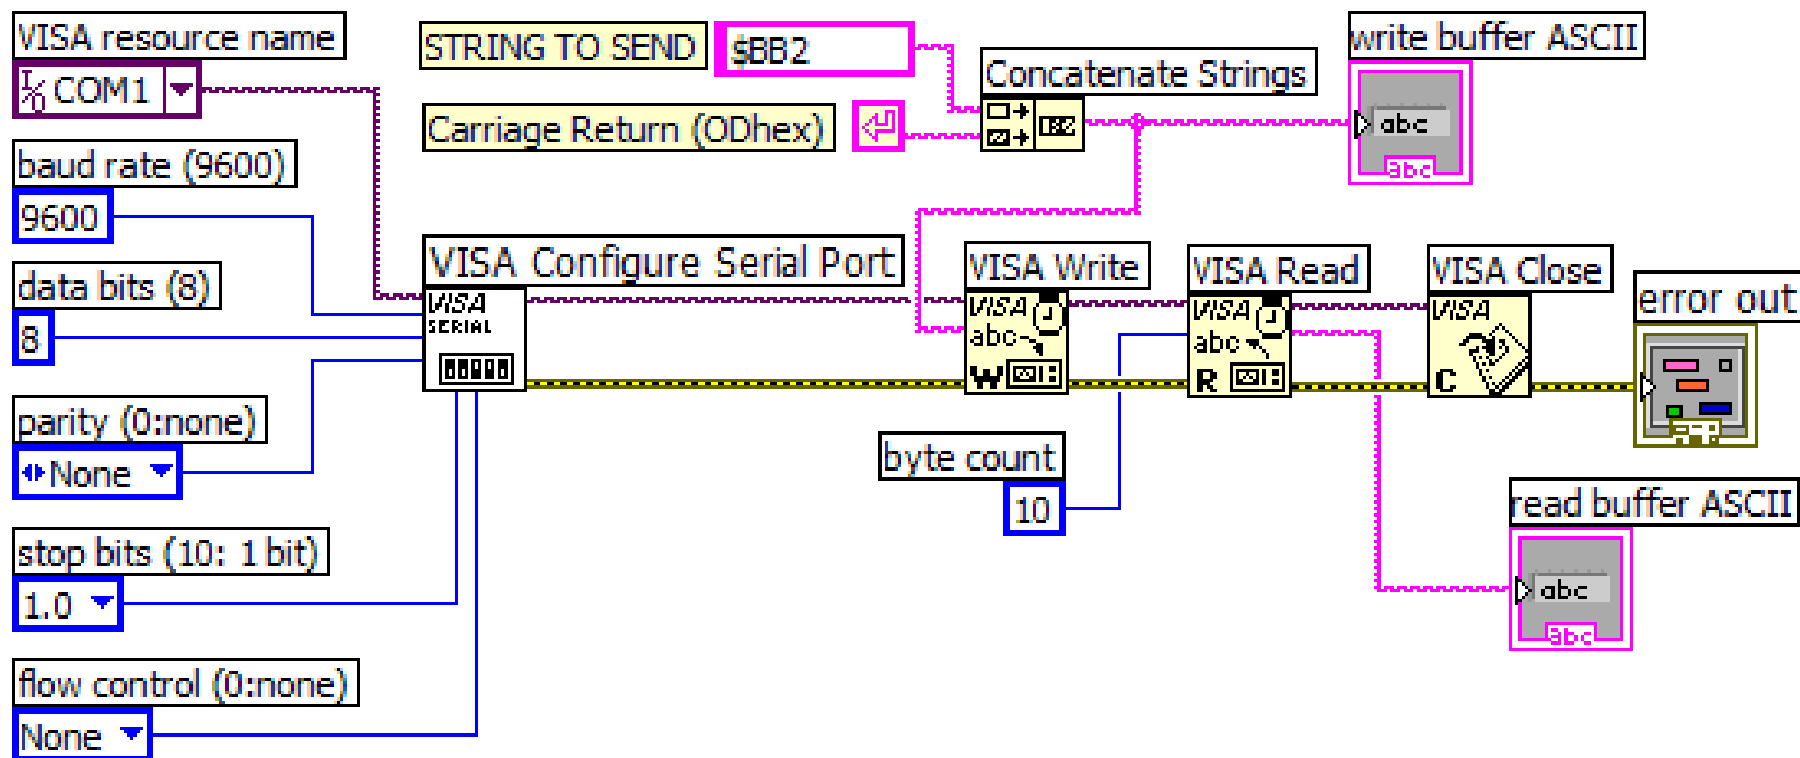 VISA resource name
I/O COM1
baud rate (9600)
9600
data bits (8)
8
parity (0:none)
None
stop bits (10: 1 bit)
1.0
flow control (0:none)
None
STRING TO SEND
$BB2
Carriage Return (ODhex)
Concatenate Strings
write buffer ASCII
abc
abc
VISA Configure Serial Port
VISA
SERIAL
VISA Write
VISA
abc
W
byte count
10
VISA Read
VISA
abc
R
VISA Close
VISA
C
error out
read buffer ASCII
abc
abc